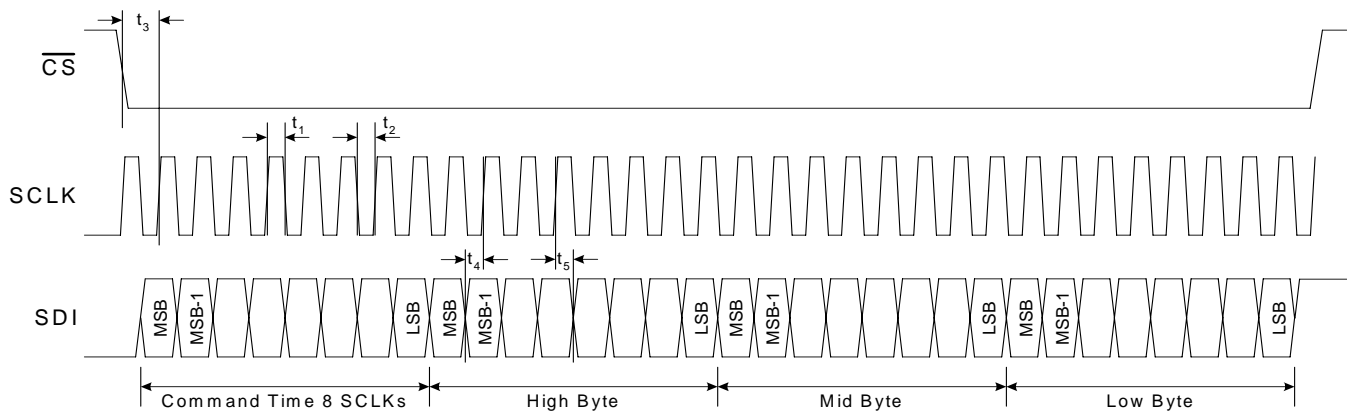 t3
CS
t1
t2
SCLK
t4
t5
SDI
MSB
MSB-1
LSB
MSB
MSB-1
LSB
MSB
MSB-1
LSB
MSB
MSB-1
LSB
Command Time 8 SCLKs
High Byte
Mid Byte
Low Byte